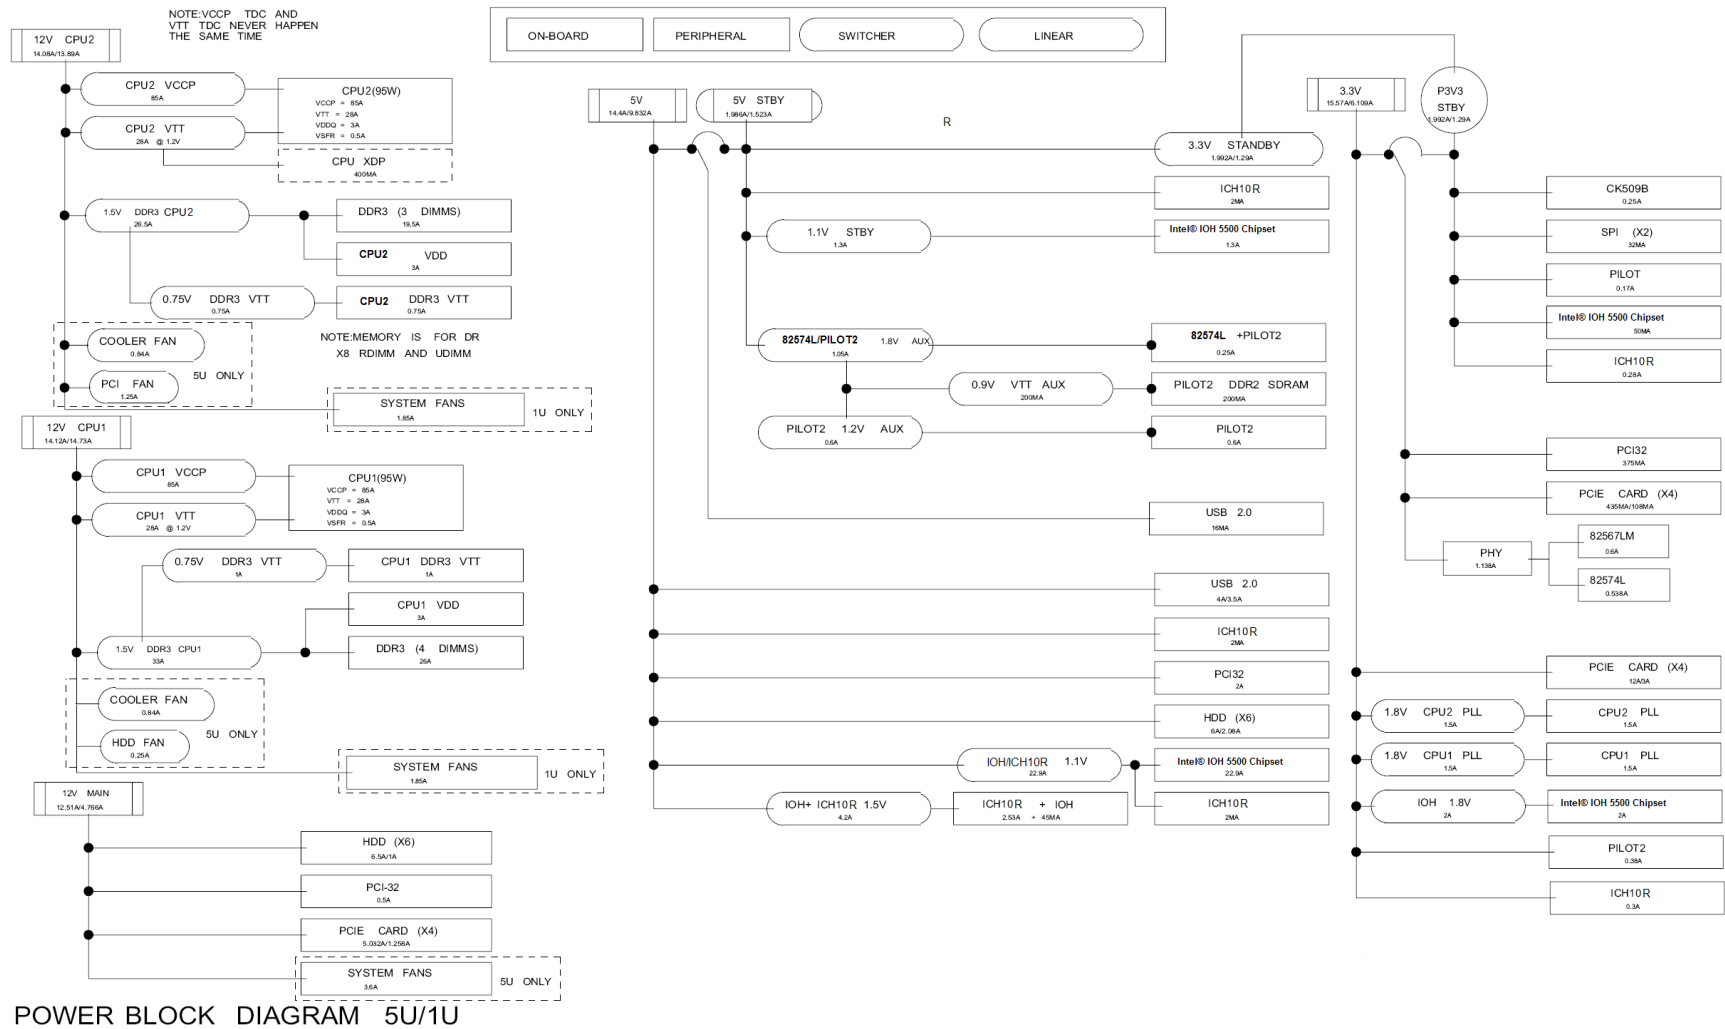 NOTE:VCCP TDC AND
VTT TDC NEVER HAPPEN
THE SAME TIME
ON-BOARD
PERIPHERAL
SWITCHER
LINEAR
12V CPU2
14.08A/13.89A
CPU2 VCCP
85A
CPU2(95W)
VCCP = 85A
VTT = 28A
VDDQ = 3A
VSFR = 0.5A
CPU2 VTT
28A @ 1.2V
CPU XDP
400MA
1.5V DDR3 CPU2
26.5A
DDR3 (3 DIMMS)
19.5A
CPU2 VDD
3A
0.75V DDR3 VTT
0.75A
CPU2 DDR3 VTT
0.75A
COOLER FAN
0.84A
PCI FAN
1.25A
5U ONLY
NOTE:MEMORY IS FOR DR
X8 RDIMM AND UDIMM
SYSTEM FANS
1.85A
1U ONLY
12V CPU1
14.12A/14.73A
CPU1 VCCP
85A
CPU1(95W)
VCCP = 85A
VTT = 28A
VDDQ = 3A
VSFR = 0.5A
CPU1 VTT
28A @ 1.2V
0.75V DDR3 VTT
1A
CPU1 DDR3 VTT
1A
CPU1 VDD
3A
1.5V DDR3 CPU1
33A
DDR3 (4 DIMMS)
26A
COOLER FAN
0.84A
HDD FAN
0.25A
5U ONLY
SYSTEM FANS
1.85A
1U ONLY
12V MAIN
12.51A/4.766A
HDD (X6)
6.5A/1A
PCI-32
0.5A
PCIE CARD (X4)
5.032A/1.258A
SYSTEM FANS
3.6A
5U ONLY
POWER BLOCK DIAGRAM 5U/1U
5V
14.4A/9.832A
5V STBY
1.986A/1.523A
R
3.3V STANDBY
1.992A/1.29A
ICH10R
2MA
1.1V STBY
1.3A
Intel® IOH 5500 Chipset
1.3A
82574L/PILOT2 1.8V AUX
1.05A
82574L +PILOT2
0.25A
0.9V VTT AUX
200MA
PILOT2 DDR2 SDRAM
200MA
PILOT2 1.2V AUX
0.6A
PILOT2
0.6A
USB 2.0
16MA
USB 2.0
4A/3.5A
ICH10R
2MA
PCI32
2A
HDD (X6)
6A/2.08A
IOH/ICH10R 1.1V
22.9A
Intel® IOH 5500 Chipset
22.9A
IOH+ ICH10R 1.5V
4.2A
ICH10R + IOH
2.53A + 45MA
ICH10R
2MA
3.3V
15.57A/6.109A
P3V3
STBY
1.992A/1.29A
CK509B
0.25A
SPI (X2)
32MA
PILOT
0.17A
Intel® IOH 5500 Chipset
50MA
ICH10R
0.28A
PCI32
375MA
PCIE CARD (X4)
435MA/108MA
PHY
1.138A
82567LM
0.6A
82574L
0.538A
PCIE CARD (X4)
12A/3A
1.8V CPU2 PLL
1.5A
CPU2 PLL
1.5A
1.8V CPU1 PLL
1.5A
CPU1 PLL
1.5A
IOH 1.8V
2A
Intel® IOH 5500 Chipset
2A
PILOT2
0.38A
ICH10R
0.3A